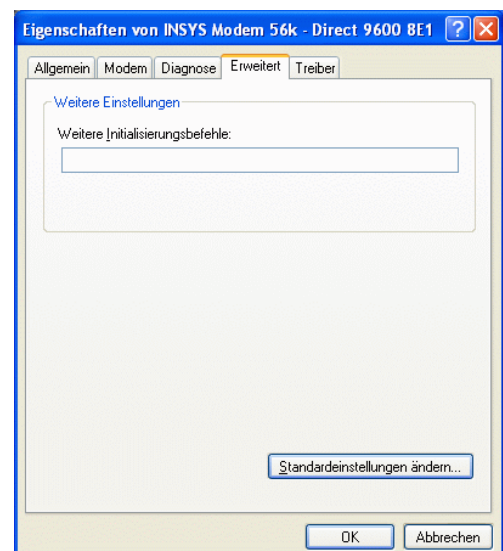 Eigenschaften von INSYS Modem 56k - Direct 9600 8E1
Allgemein Modem Diagnose Erweitert Treiber
Weitere Einstellungen
Weitere Initialisierungsbefehle:
Standardeinstellungen ändern...
OK Abbrechen